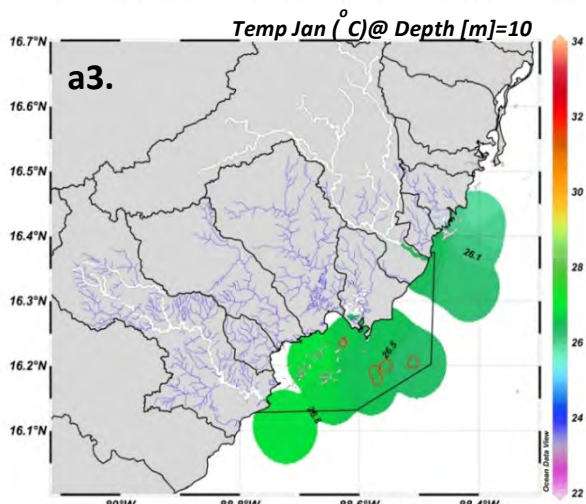 Temp Jan (°C)@ Depth [m]=10
a3.
16.7°N
16.6°N
16.5°N
16.4°N
16.3°N
16.2°N
16.1°N
26.1
26.5
34
32
30
28
26
24
22
Ocean Data View